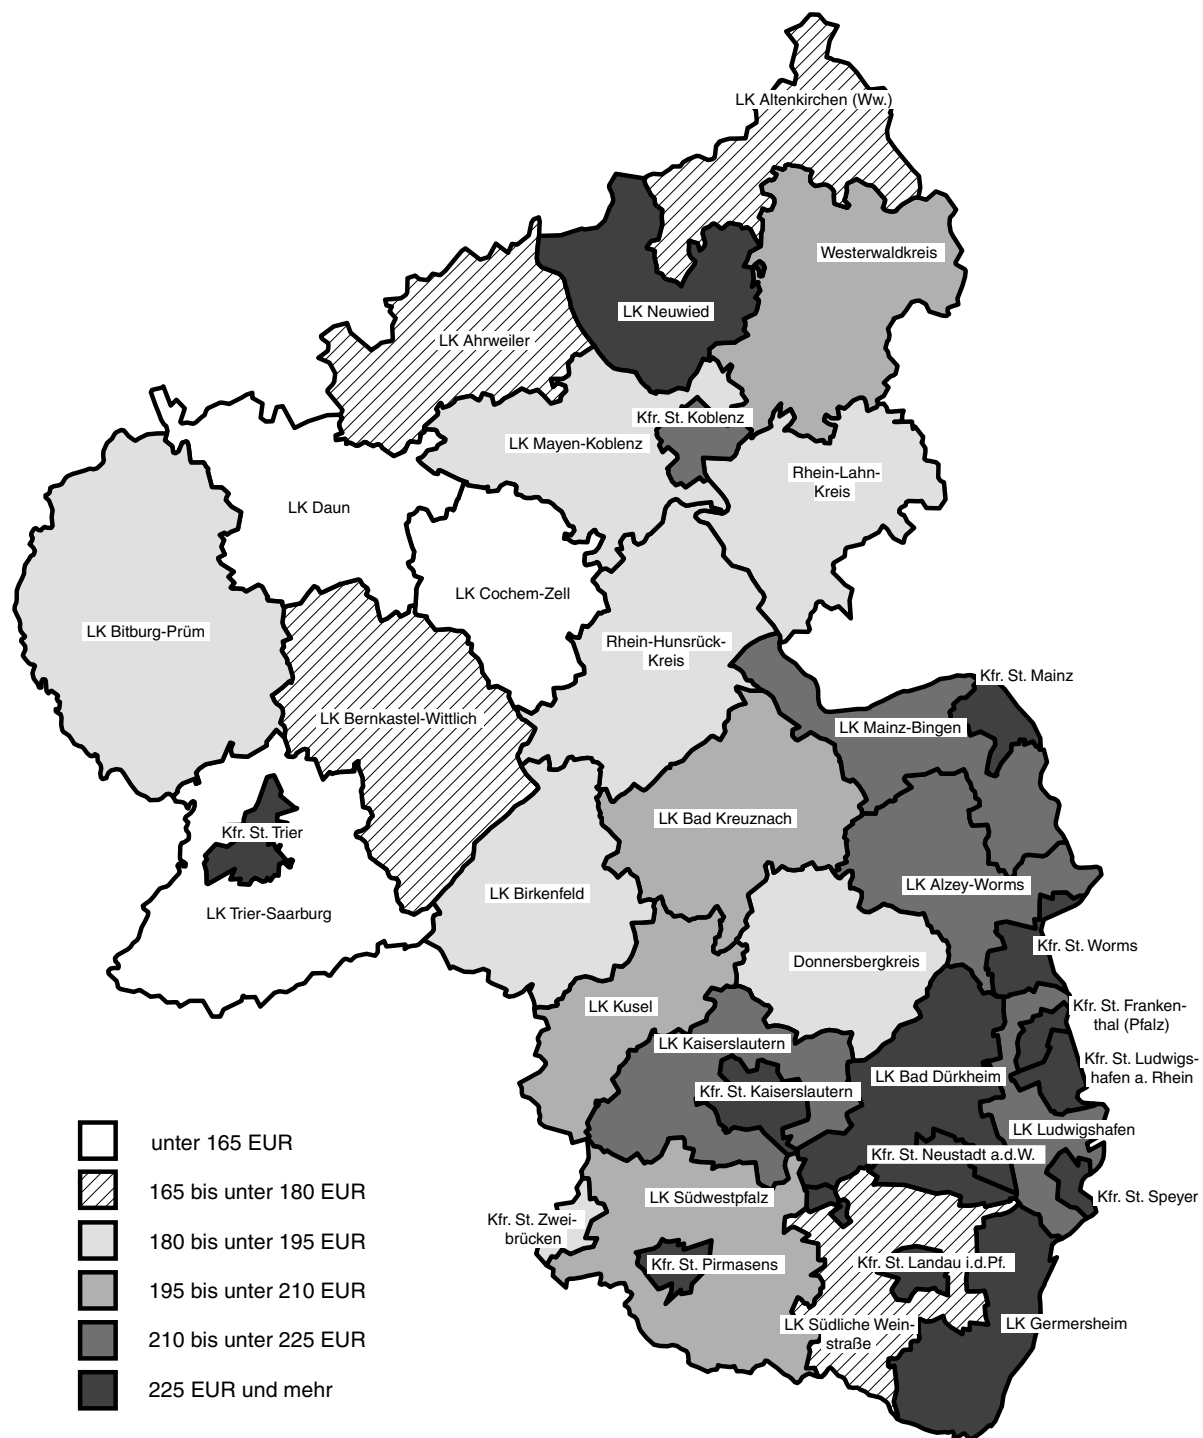 LK Altenkirchen (Ww.)
Westerwaldkreis
LK Neuwied
LK Ahrweiler
Kfr. St. Koblenz
LK Mayen-Koblenz
Rhein-Lahn-
Kreis
LK Daun
LK Cochem-Zell
LK Bitburg-Prüm
Rhein-Hunsrück-
Kreis
Kfr. St. Mainz
LK Bernkastel-Wittlich
LK Mainz-Bingen
LK Bad Kreuznach
Kfr. St. Trier
LK Alzey-Worms
LK Birkenfeld
LK Trier-Saarburg
Kfr. St. Worms
Donnersbergkreis
LK Kusel
Kfr. St. Franken-
thal (Pfalz)
LK Kaiserslautern
Kfr. St. Ludwigs-
hafen a. Rhein
LK Bad Dürkheim
Kfr. St. Kaiserslautern
LK Ludwigshafen
Kfr. St. Neustadt a.d.W.
LK Südwestpfalz
Kfr. St. Speyer
Kfr. St. Zwei-
brücken
Kfr. St. Pirmasens
Kfr. St. Landau i.d.Pf.
LK Südliche Wein-
straße
LK Germersheim
unter 165 EUR
165 bis unter 180 EUR
180 bis unter 195 EUR
195 bis unter 210 EUR
210 bis unter 225 EUR
225 EUR und mehr